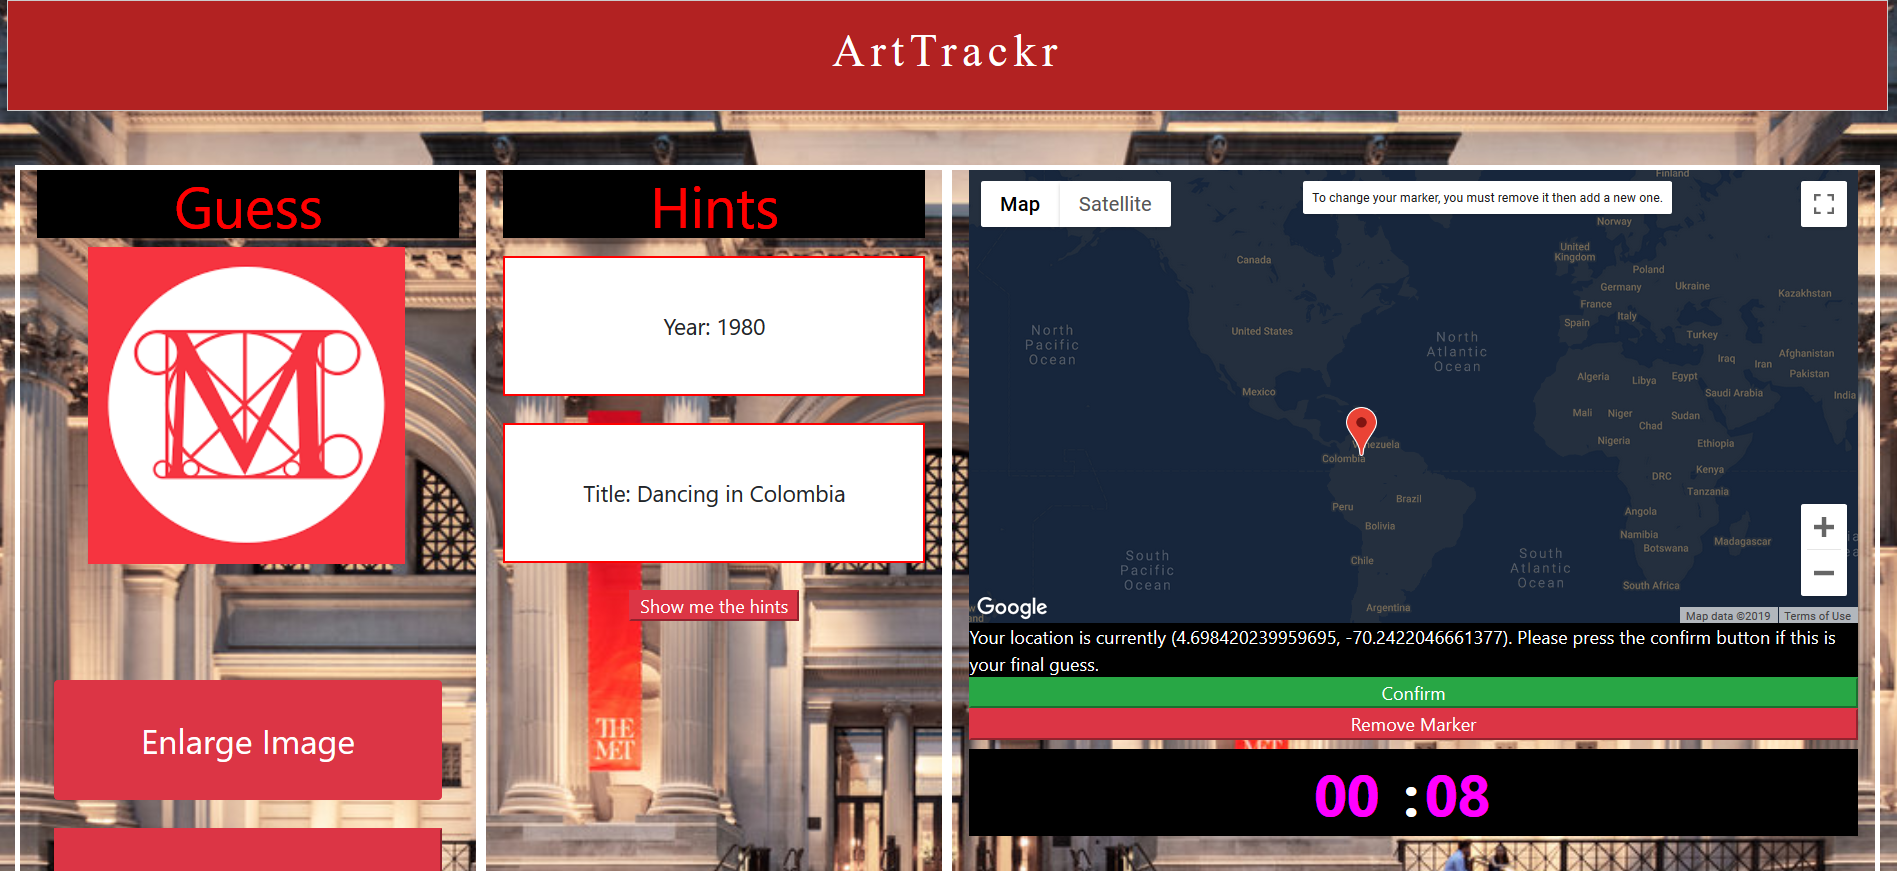 ArtTrackr
Guess
M
Enlarge Image
Hints
Year: 1980
Title: Dancing in Colombia
Show me the hints
THE
MET
Map
Satellite
To change your marker, you must remove it then add a new one.
Finland
Norway
United
Kingdom
Canada
Poland
Germany
Ukraine
France
Kazakhstan
Italy
Spain
United States
North
Pacific
Ocean
North
Atlantic
Ocean
Turkey
Afghanistan
Iraq
Iran
Pakistan
Algeria
Libya
Egypt
Saudi Arabia
India
Mexico
Mali
Niger
Sudan
Chad
Nigeria
Ethiopia
Venezuela
Colombia
DRC
Kenya
Tanzania
Brazil
Peru
Angola
Bolivia
Namibia
Botswana
Madagascar
South
Pacific
Ocean
South
Atlantic
Ocean
Chile
South Africa
Argentina
Google
Map data ©2019
Terms of Use
Your location is currently (4.698420239959695, -70.2422046661377). Please press the confirm button if this is
your final guess.
Confirm
Remove Marker
MET
00 :08